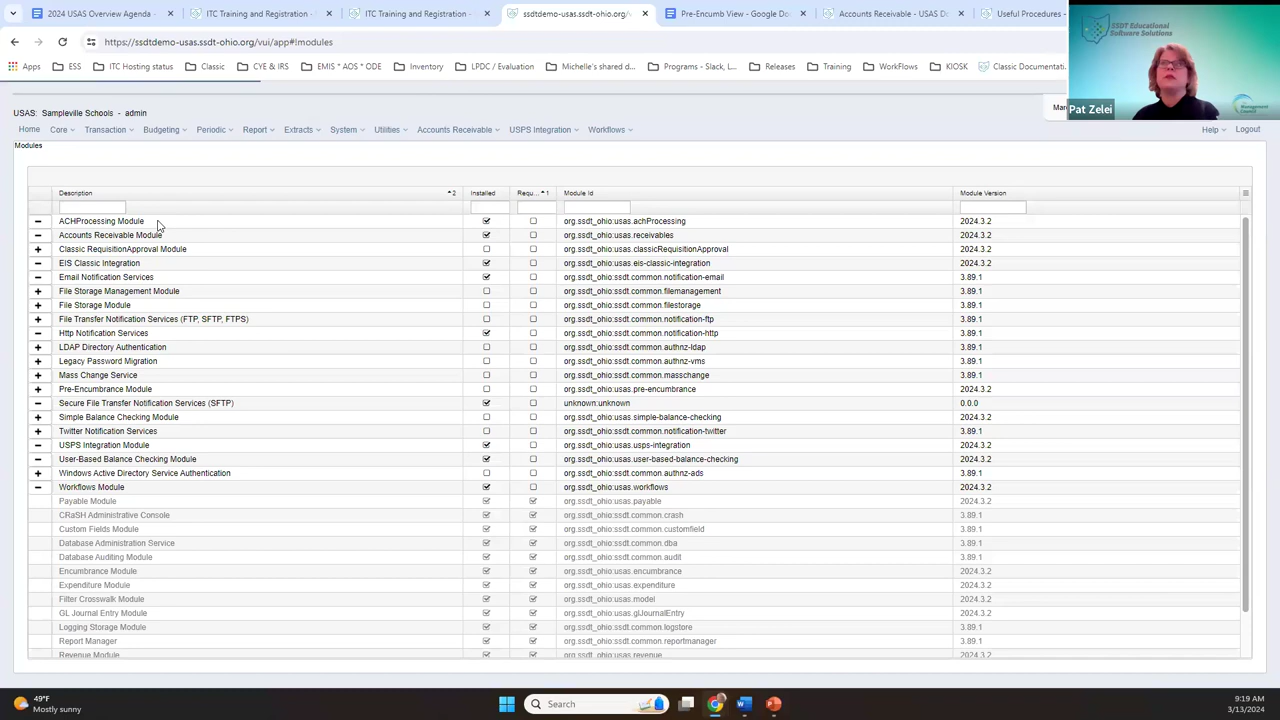 2024 USAS Overview Agenda -
ITC Training and Registration -
ITC Training and Registration -
ssdtdemo-usas.ssdt-ohio.org/v
Pre-Encumb View - Google Do
Accounts Receivable - USAS D
Useful Procedures -
https://ssdtdemo-usas.ssdt-ohio.org/vui/app#!modules
Apps
ESS
ITC Hosting status
Classic
CYE & IRS
EMIS * AOS * ODE
Inventory
LPDC / Evaluation
Michelle's shared d...
Programs - Slack, L...
Releases
Training
WorkFlows
KIOSK
Classic Documentati
SSDT Educational
Software Solutions
Management
Council
Pat Zelei
USAS: Sampleville Schools - admin
Home Core Transaction Budgeting Periodic Report Extracts System Utilities Accounts Receivable USPS Integration Workflows Help Logout
Modules
Description 2 Installed Requ... 1 Module Id Module Version
ACHProcessing Module org.ssdt_ohio:usas.achProcessing 2024.3.2
Accounts Receivable Module org.ssdt_ohio:usas.receivables 2024.3.2
Classic RequisitionApproval Module org.ssdt_ohio:usas.classicRequisitionApproval 2024.3.2
EIS Classic Integration org.ssdt_ohio:usas.eis-classic-integration 2024.3.2
Email Notification Services org.ssdt_ohio:ssdt.common.notification-email 3.89.1
File Storage Management Module org.ssdt_ohio:ssdt.common.filemanagement 3.89.1
File Storage Module org.ssdt_ohio:ssdt.common.filestorage 3.89.1
File Transfer Notification Services (FTP, SFTP, FTPS) org.ssdt_ohio:ssdt.common.notification-ftp 3.89.1
Http Notification Services org.ssdt_ohio:ssdt.common.notification-http 3.89.1
LDAP Directory Authentication org.ssdt_ohio:ssdt.common.authnz-ldap 3.89.1
Legacy Password Migration org.ssdt_ohio:ssdt.common.authnz-vms 3.89.1
Mass Change Service org.ssdt_ohio:ssdt.common.masschange 3.89.1
Pre-Encumbrance Module org.ssdt_ohio:usas.pre-encumbrance 2024.3.2
Secure File Transfer Notification Services (SFTP) unknown:unknown 0.0.0
Simple Balance Checking Module org.ssdt_ohio:usas.simple-balance-checking 2024.3.2
Twitter Notification Services org.ssdt_ohio:ssdt.common.notification-twitter 3.89.1
USPS Integration Module org.ssdt_ohio:usas.usps-integration 2024.3.2
User-Based Balance Checking Module org.ssdt_ohio:usas.user-based-balance-checking 2024.3.2
Windows Active Directory Service Authentication org.ssdt_ohio:ssdt.common.authnz-ads 3.89.1
Workflows Module org.ssdt_ohio:usas.workflows 2024.3.2
Payable Module org.ssdt_ohio:usas.payable 2024.3.2
CRaSH Administrative Console org.ssdt_ohio:ssdt.common.crash 3.89.1
Custom Fields Module org.ssdt_ohio:ssdt.common.customfield 3.89.1
Database Administration Service org.ssdt_ohio:ssdt.common.dba 3.89.1
Database Auditing Module org.ssdt_ohio:ssdt.common.audit 3.89.1
Encumbrance Module org.ssdt_ohio:usas.encumbrance 2024.3.2
Expenditure Module org.ssdt_ohio:usas.expenditure 2024.3.2
Filter Crosswalk Module org.ssdt_ohio:usas.model 2024.3.2
GL Journal Entry Module org.ssdt_ohio:usas.glJournalEntry 2024.3.2
Logging Storage Module org.ssdt_ohio:ssdt.common.logstore 3.89.1
Report Manager org.ssdt_ohio:ssdt.common.reportmanager 3.89.1
Revenue Module org.ssdt_ohio:usas.revenue 2024.3.2
49°F
Mostly sunny
Search
9:19 AM
3/13/2024